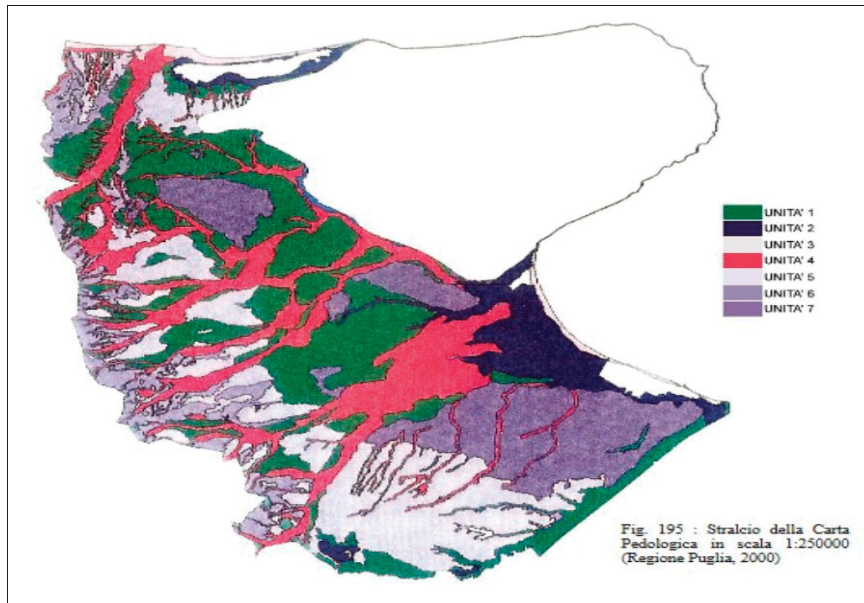 UNITA' 1
UNITA' 2
UNITA' 3
UNITA' 4
UNITA' 5
UNITA' 6
UNITA' 7
Fig. 195 : Stralcio della Carta
Pedologica in scala 1:250000
(Regione Puglia, 2000)